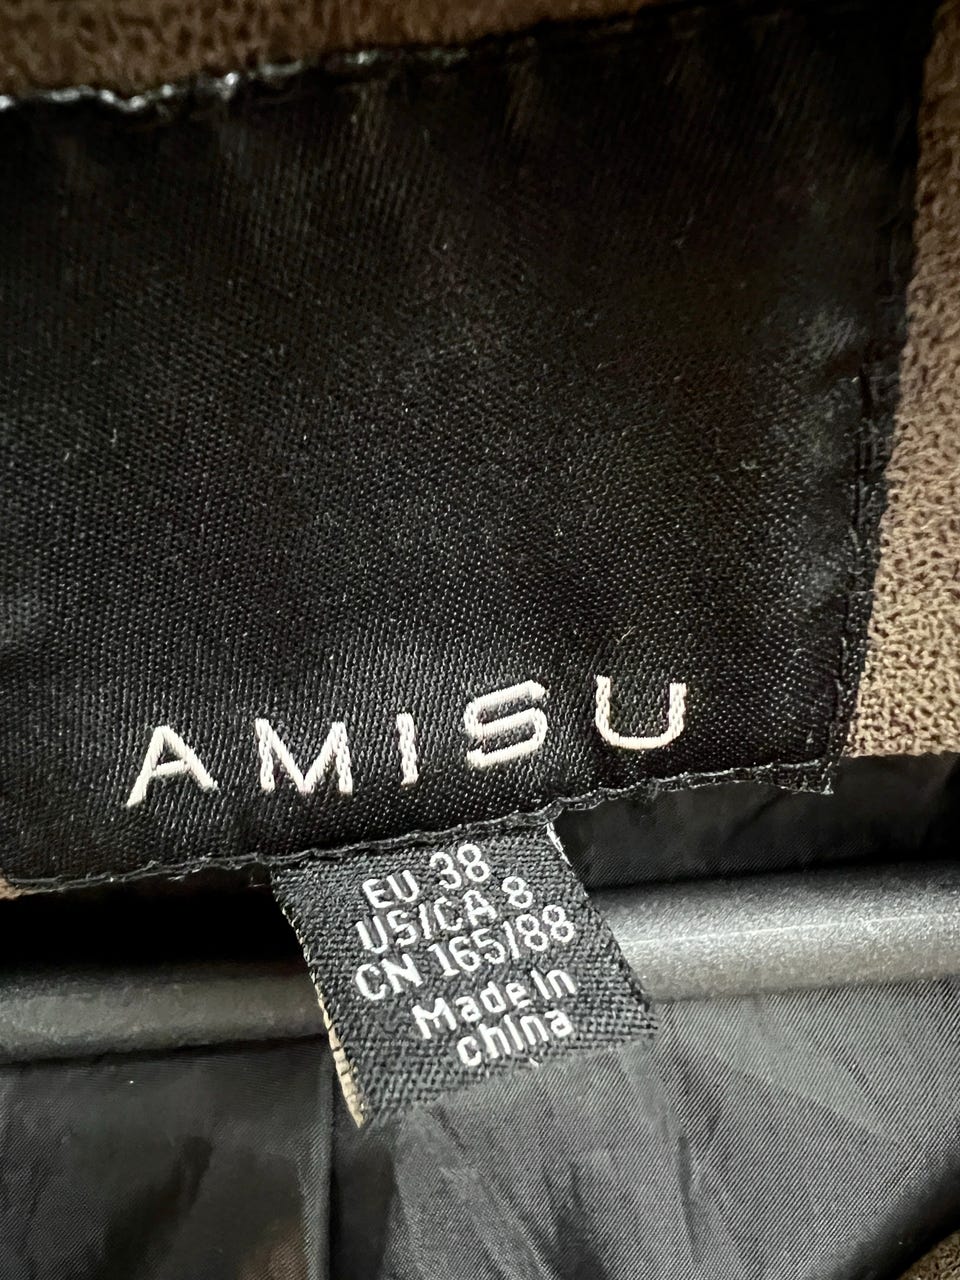 AMISU
EU 38
US/CA 8
CN 165/88
Made In
china